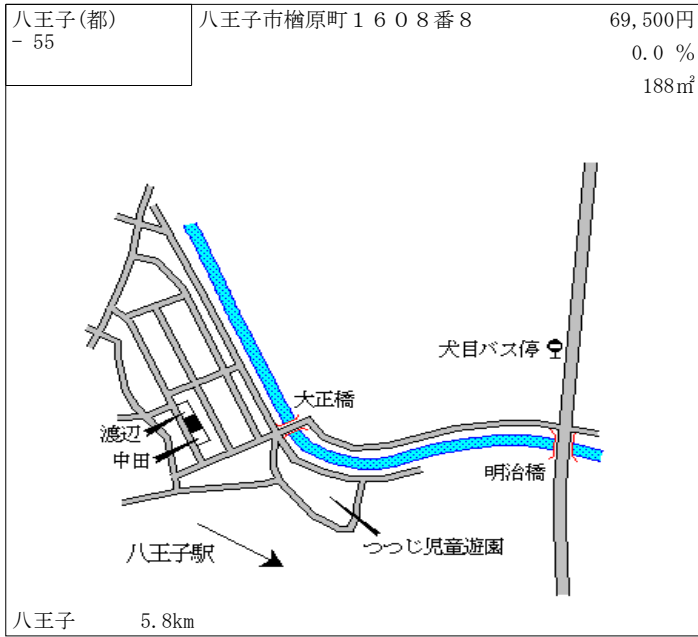 八王子(都)
- 55
八王子市楢原町１６０８番８
69,500円
0.0 %
188㎡
犬目バス停
大正橋
渡辺
中田
明治橋
つつじ児童遊園
八王子駅
八王子 5.8km